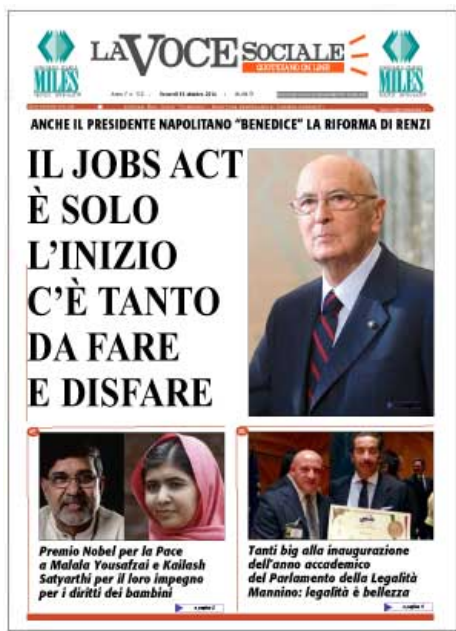 MILES
LA VOCE SOCIALE
QUOTIDIANO ON LINE
MILES
ANCHE IL PRESIDENTE NAPOLITANO “BENEDICE” LA RIFORMA DI RENZI
IL JOBS ACT
È SOLO
L’INIZIO
C’È TANTO
DA FARE
E DISFARE
Premio Nobel per la Pace
a Malala Yousafzai e Kailash
Satyarthi per il loro impegno
per i diritti dei bambini
Tanti big alla inaugurazione
dell’anno accademico
del Parlamento della Legalità
Mannino: legalità è bellezza